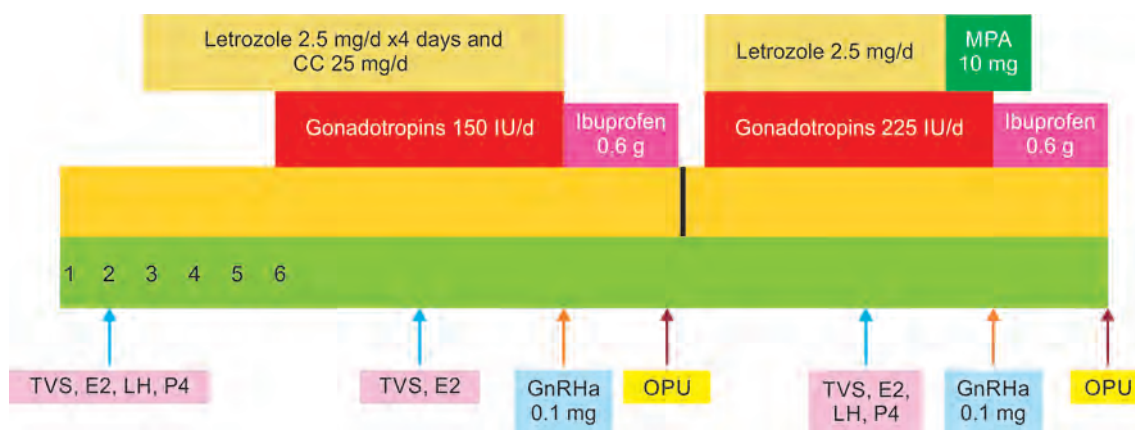 Letrozole 2.5 mg/d x4 days and
CC 25 mg/d
Letrozole 2.5 mg/d
MPA
10 mg
Gonadotropins 150 IU/d
Ibuprofen
0.6 g
Gonadotropins 225 IU/d
Ibuprofen
0.6 g
1 2 3 4 5 6
TVS, E2, LH, P4
TVS, E2
GnRHa
0.1 mg
OPU
TVS, E2,
LH, P4
GnRHa
0.1 mg
OPU